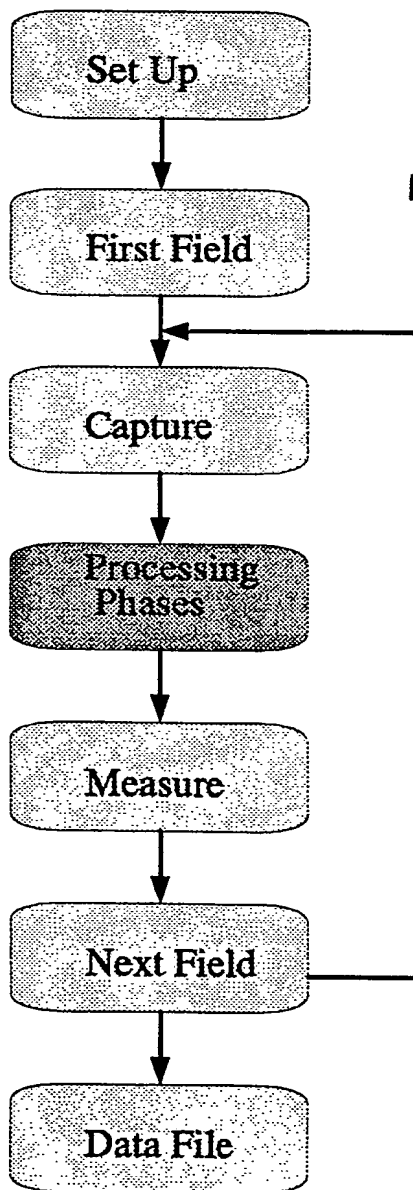 Set Up
First Field
Capture
Processing
Phases
Measure
Next Field
Data File